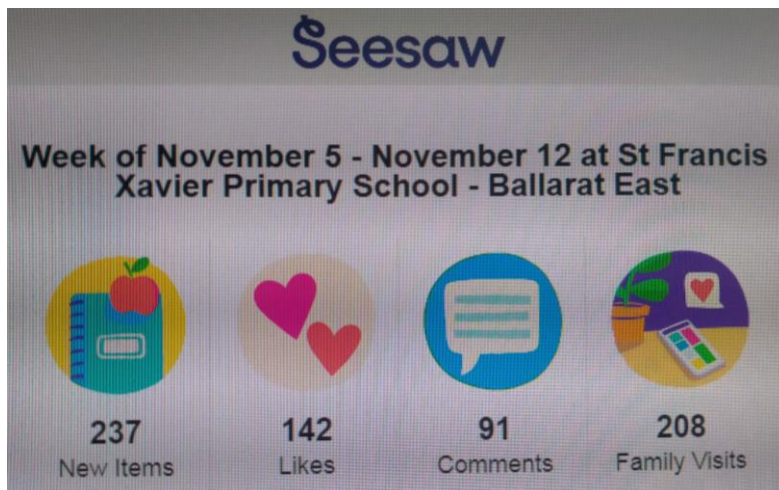 Seesaw
Week of November 5 - November 12 at St Francis
Xavier Primary School - Ballarat East
237 142 91 208
New Items Likes Comments Family Visits